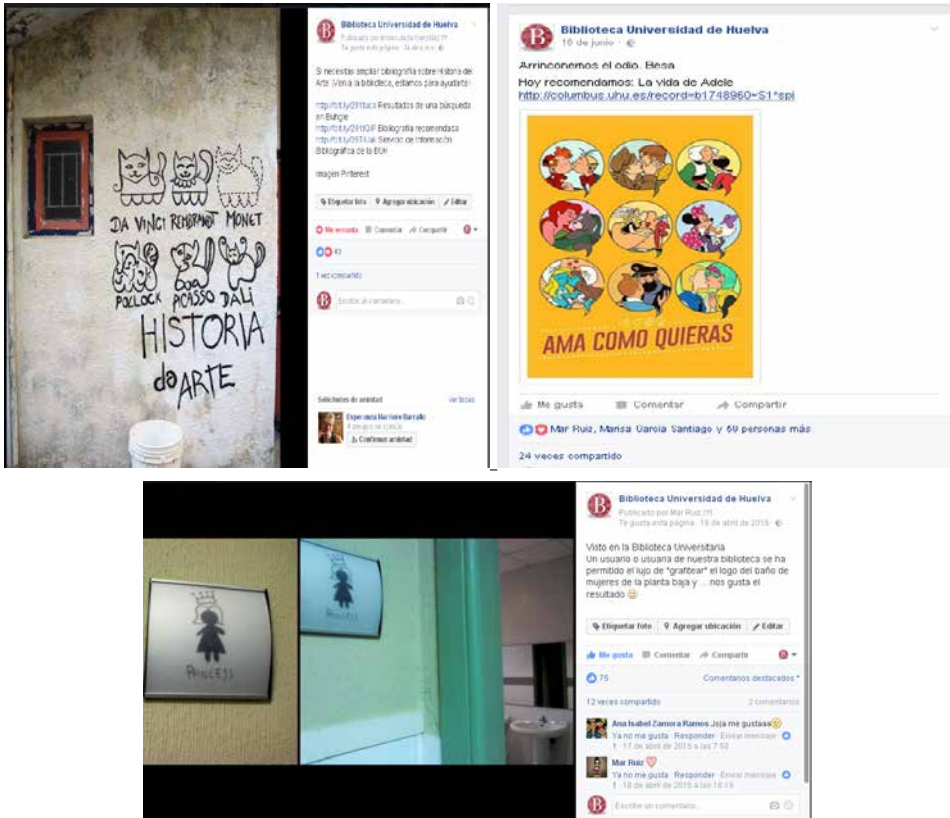 DA VINCI REMBRANDT MONET
POLLOCK PICASSO DALÍ
HISTORIA
do ARTE
Biblioteca Universidad de Huelva
Si necesitas ampliar bibliografía sobre Historia del
Arte ¡Ven a la biblioteca, estamos para ayudarte!
Resultados de una búsqueda
en
Bibliografía recomendada
Servicio de Información
Bibliográfica de la BUH
Imagen Pinterest
Etiquetar foto Agregar ubicación Editar
Me encanta Comentar Compartir
43
1 vez compartido
Escribe un comentario...
Solicitudes de amistad Ver todas
Confirmar amistad
Biblioteca Universidad de Huelva
16 de junio
Arrinconemos el odio. Besa
Hoy recomendamos: La vida de Adele
http://columbus.uhu.es/record=b1748960~S1*spi
AMA COMO QUIERAS
Me gusta Comentar Compartir
Mar Ruiz, Marisa García Santiago y 69 personas más
24 veces compartido
PRINCESS
PRINCESS
Biblioteca Universidad de Huelva
Publicado por Mar Ruiz [?]
Te gusta esta página · 16 de abril de 2015
Visto en la Biblioteca Universitaria
Un usuario o usuaria de nuestra biblioteca se ha
permitido el lujo de "grafitear" el logo del baño de
mujeres de la planta baja y ... nos gusta el
resultado
Etiquetar foto Agregar ubicación Editar
Me gusta Comentar Compartir
75 Comentarios destacados
12 veces compartido 2 comentarios
Ana Isabel Zamora Ramos Jajja me gustaaa
Ya no me gusta · Responder · Enviar mensaje
1 · 17 de abril de 2015 a las 7:53
Mar Ruiz
Ya no me gusta · Responder · Enviar mensaje
1 · 18 de abril de 2015 a las 16:19
Escribe un comentario...